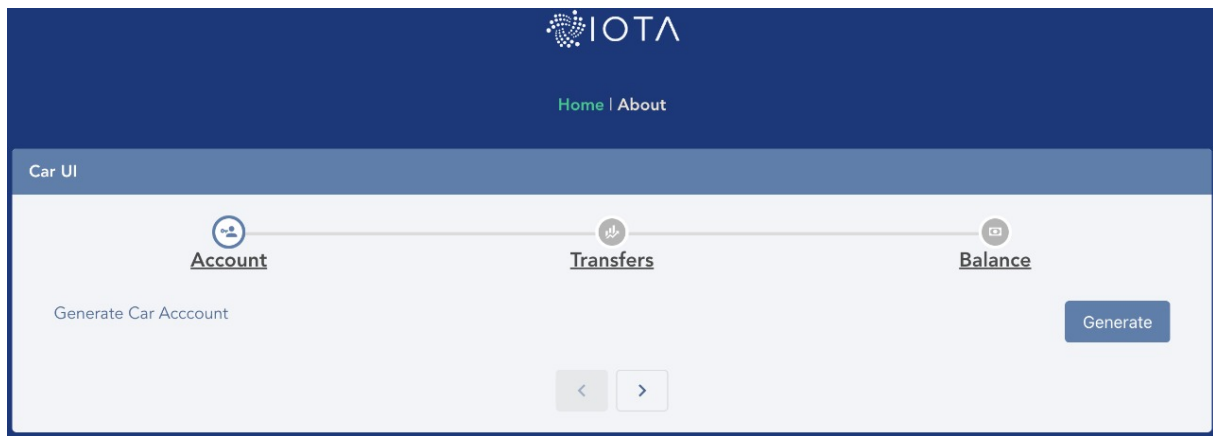 IOTA
Home | About
Car UI
Account Transfers Balance
Generate Car Acccount Generate
< >